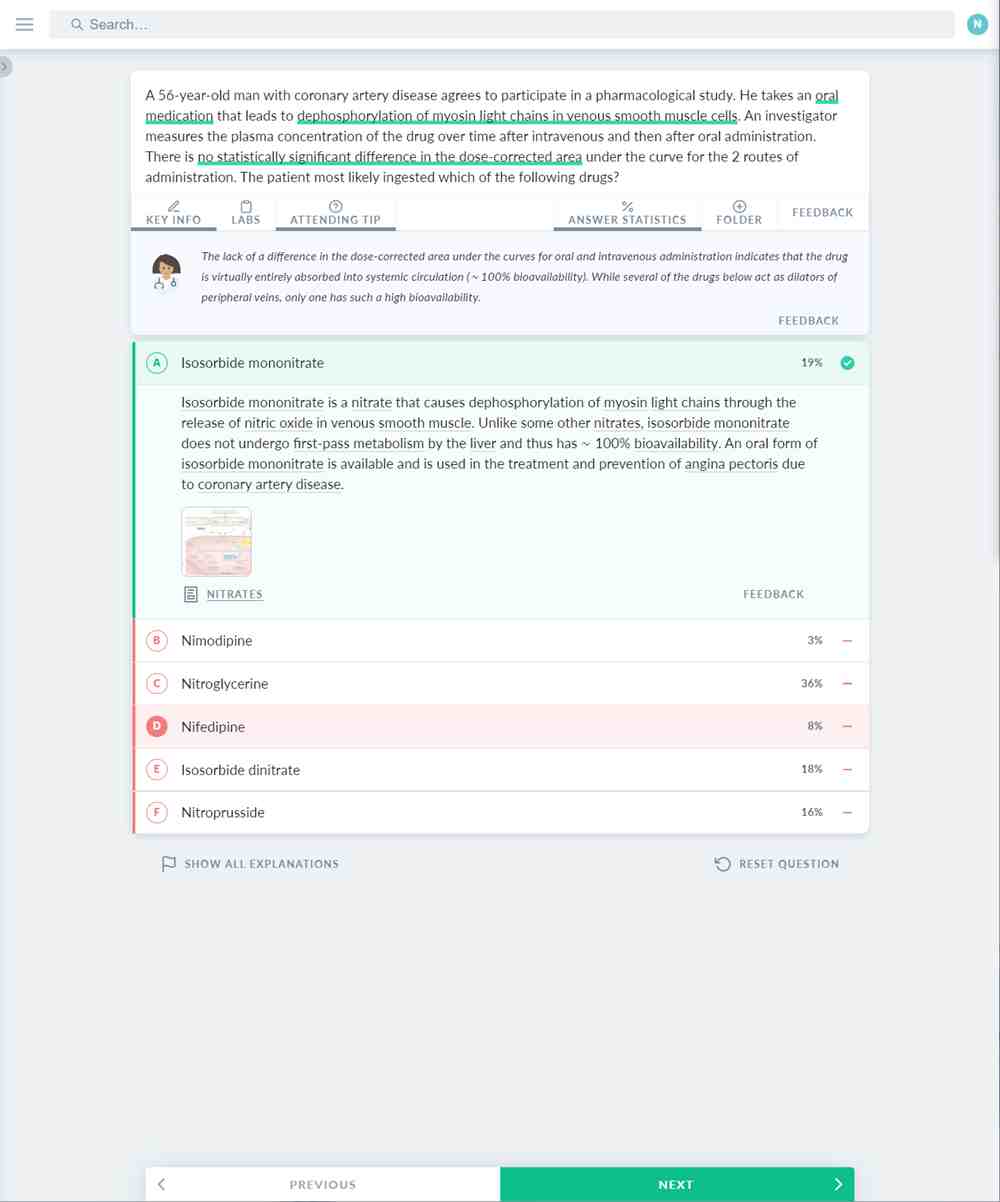 Search...
N
A 56-year-old man with coronary artery disease agrees to participate in a pharmacological study. He takes an oral
medication that leads to dephosphorylation of myosin light chains in venous smooth muscle cells. An investigator
measures the plasma concentration of the drug over time after intravenous and then after oral administration.
There is no statistically significant difference in the dose-corrected area under the curve for the 2 routes of
administration. The patient most likely ingested which of the following drugs?
KEY INFO LABS ATTENDING TIP ANSWER STATISTICS FOLDER FEEDBACK
The lack of a difference in the dose-corrected area under the curves for oral and intravenous administration indicates that the drug
is virtually entirely absorbed into systemic circulation (~ 100% bioavailability). While several of the drugs below act as dilators of
peripheral veins, only one has such a high bioavailability.
FEEDBACK
A Isosorbide mononitrate 19%
Isosorbide mononitrate is a nitrate that causes dephosphorylation of myosin light chains through the
release of nitric oxide in venous smooth muscle. Unlike some other nitrates, isosorbide mononitrate
does not undergo first-pass metabolism by the liver and thus has ~ 100% bioavailability. An oral form of
isosorbide mononitrate is available and is used in the treatment and prevention of angina pectoris due
to coronary artery disease.
NITRATES FEEDBACK
B Nimodipine 3%
C Nitroglycerine 36%
D Nifedipine 8%
E Isosorbide dinitrate 18%
F Nitroprusside 16%
SHOW ALL EXPLANATIONS RESET QUESTION
PREVIOUS NEXT